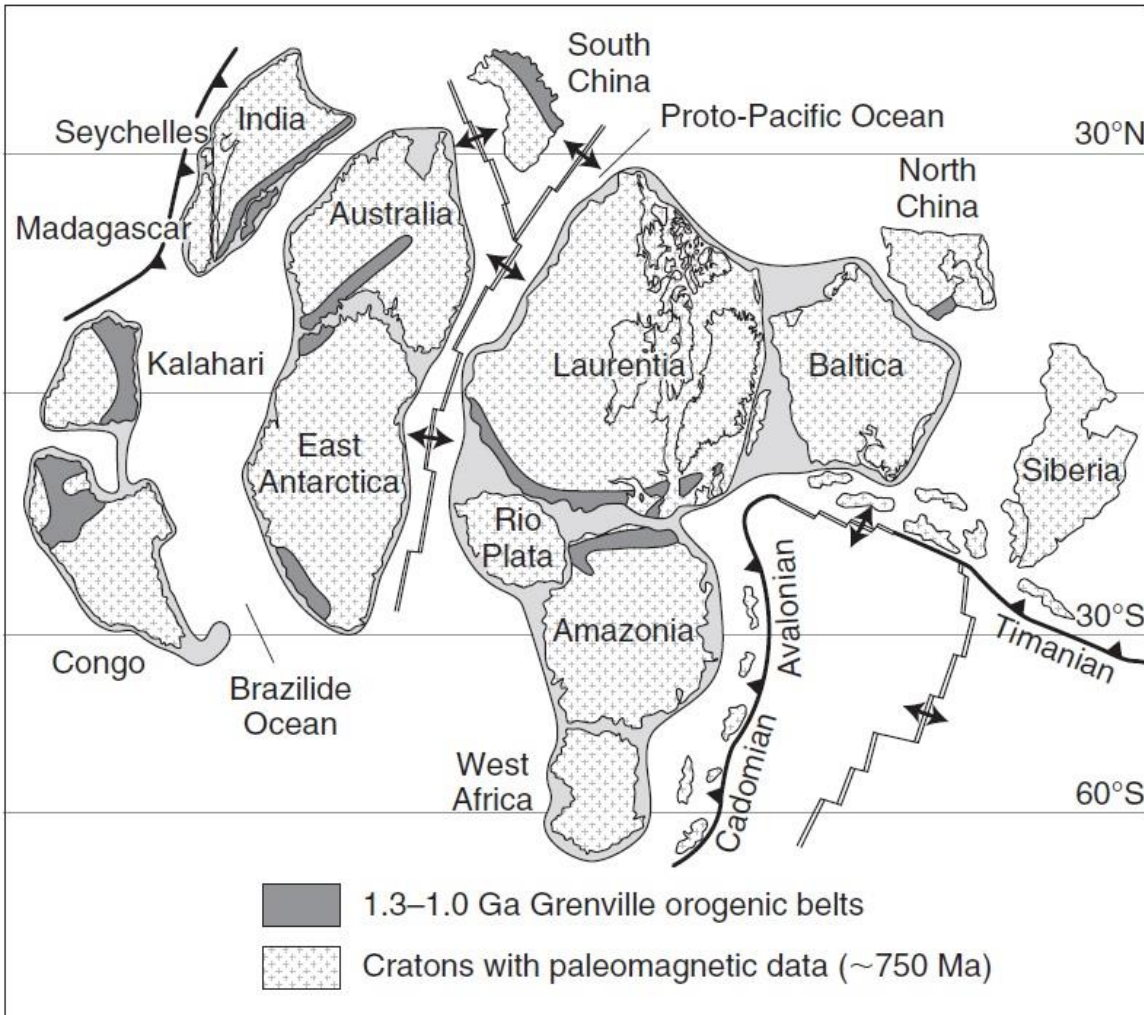 South
China
Proto-Pacific Ocean
30°N
Seychelles
India
North
China
Madagascar
Australia
Kalahari
Laurentia
Baltica
East
Antarctica
Siberia
Rio
Plata
Amazonia
Avalonian
30°S
Timanian
Congo
Brazilide
Ocean
West
Africa
Cadomian
60°S
1.3–1.0 Ga Grenville orogenic belts
Cratons with paleomagnetic data (~750 Ma)